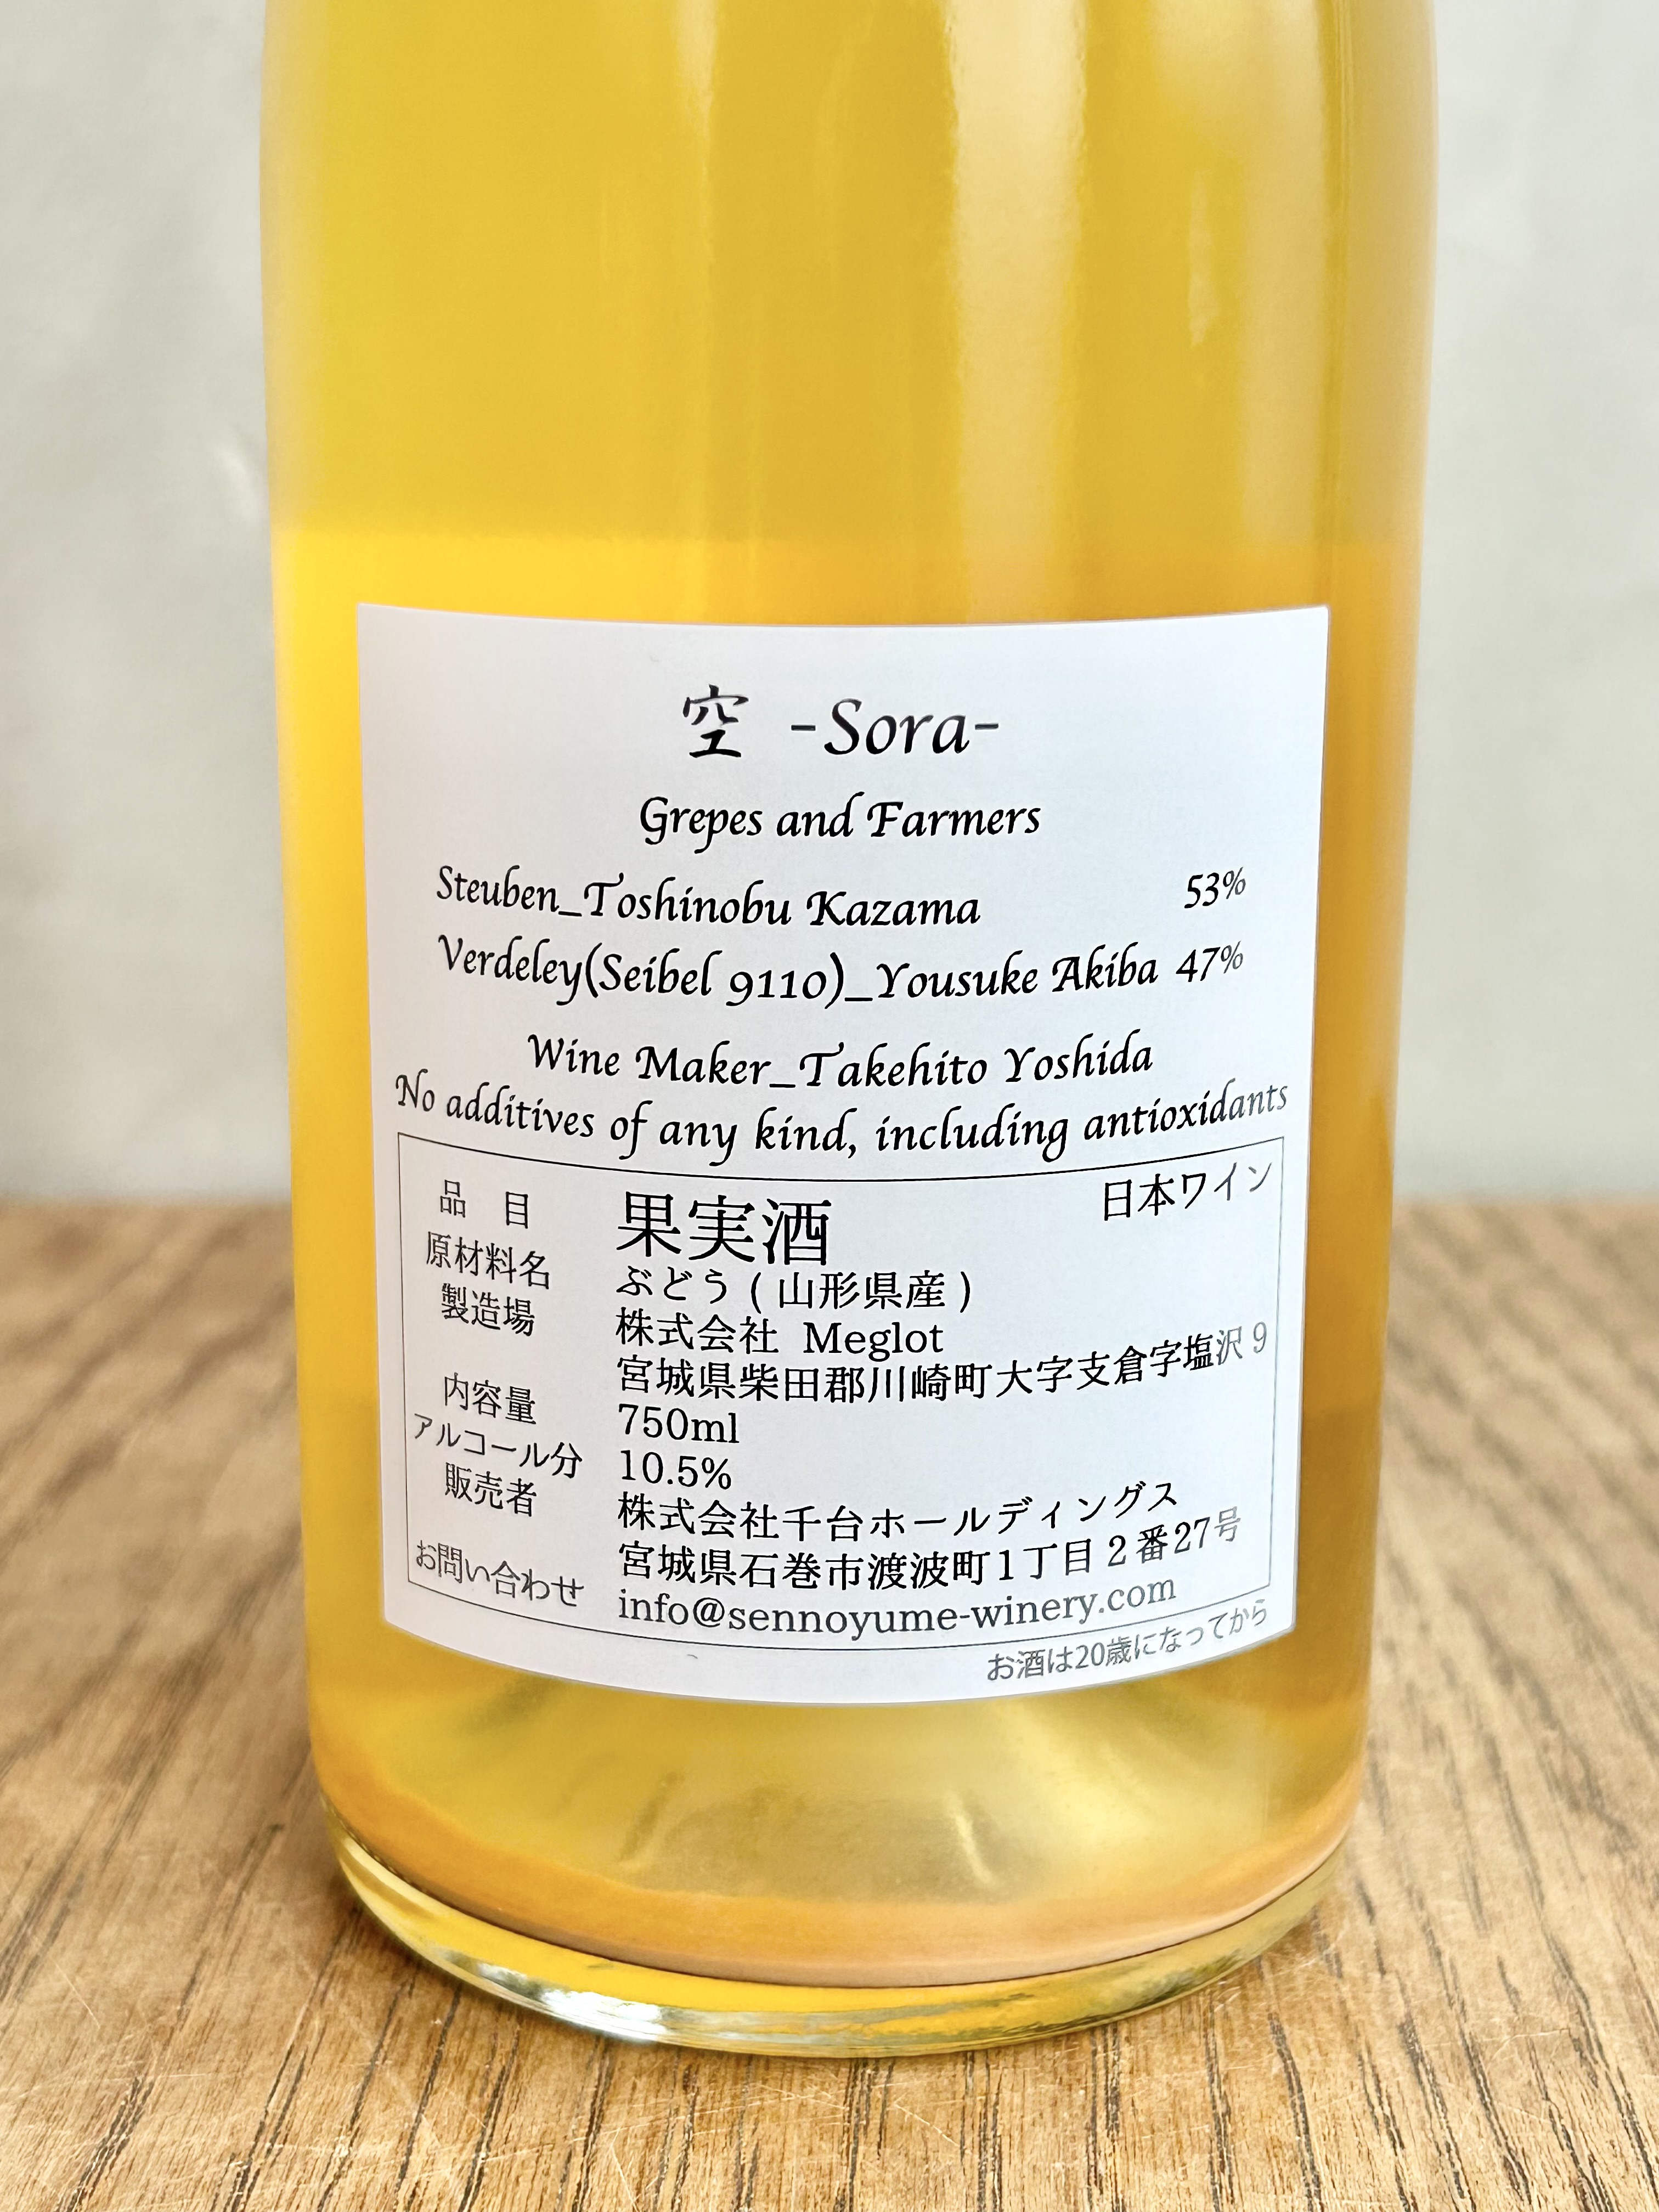 空 -Sora-
Grepes and Farmers
Steuben_Toshinobu Kazama 53%
Verdeley(Seibel 9110)_Yousuke Akiba 47%
Wine Maker_Takehito Yoshida
No additives of any kind, including antioxidants
日本ワイン
品 目 果実酒
原材料名 ぶどう ( 山形県産 )
製造場 株式会社 Meglot
宮城県柴田郡川崎町大字支倉字塩沢 9
内容量 750ml
アルコール分 10.5%
販売者 株式会社千台ホールディングス
宮城県石巻市渡波町1丁目2番27号
お問い合わせ info@sennoyume-winery.com
お酒は20歳になってから